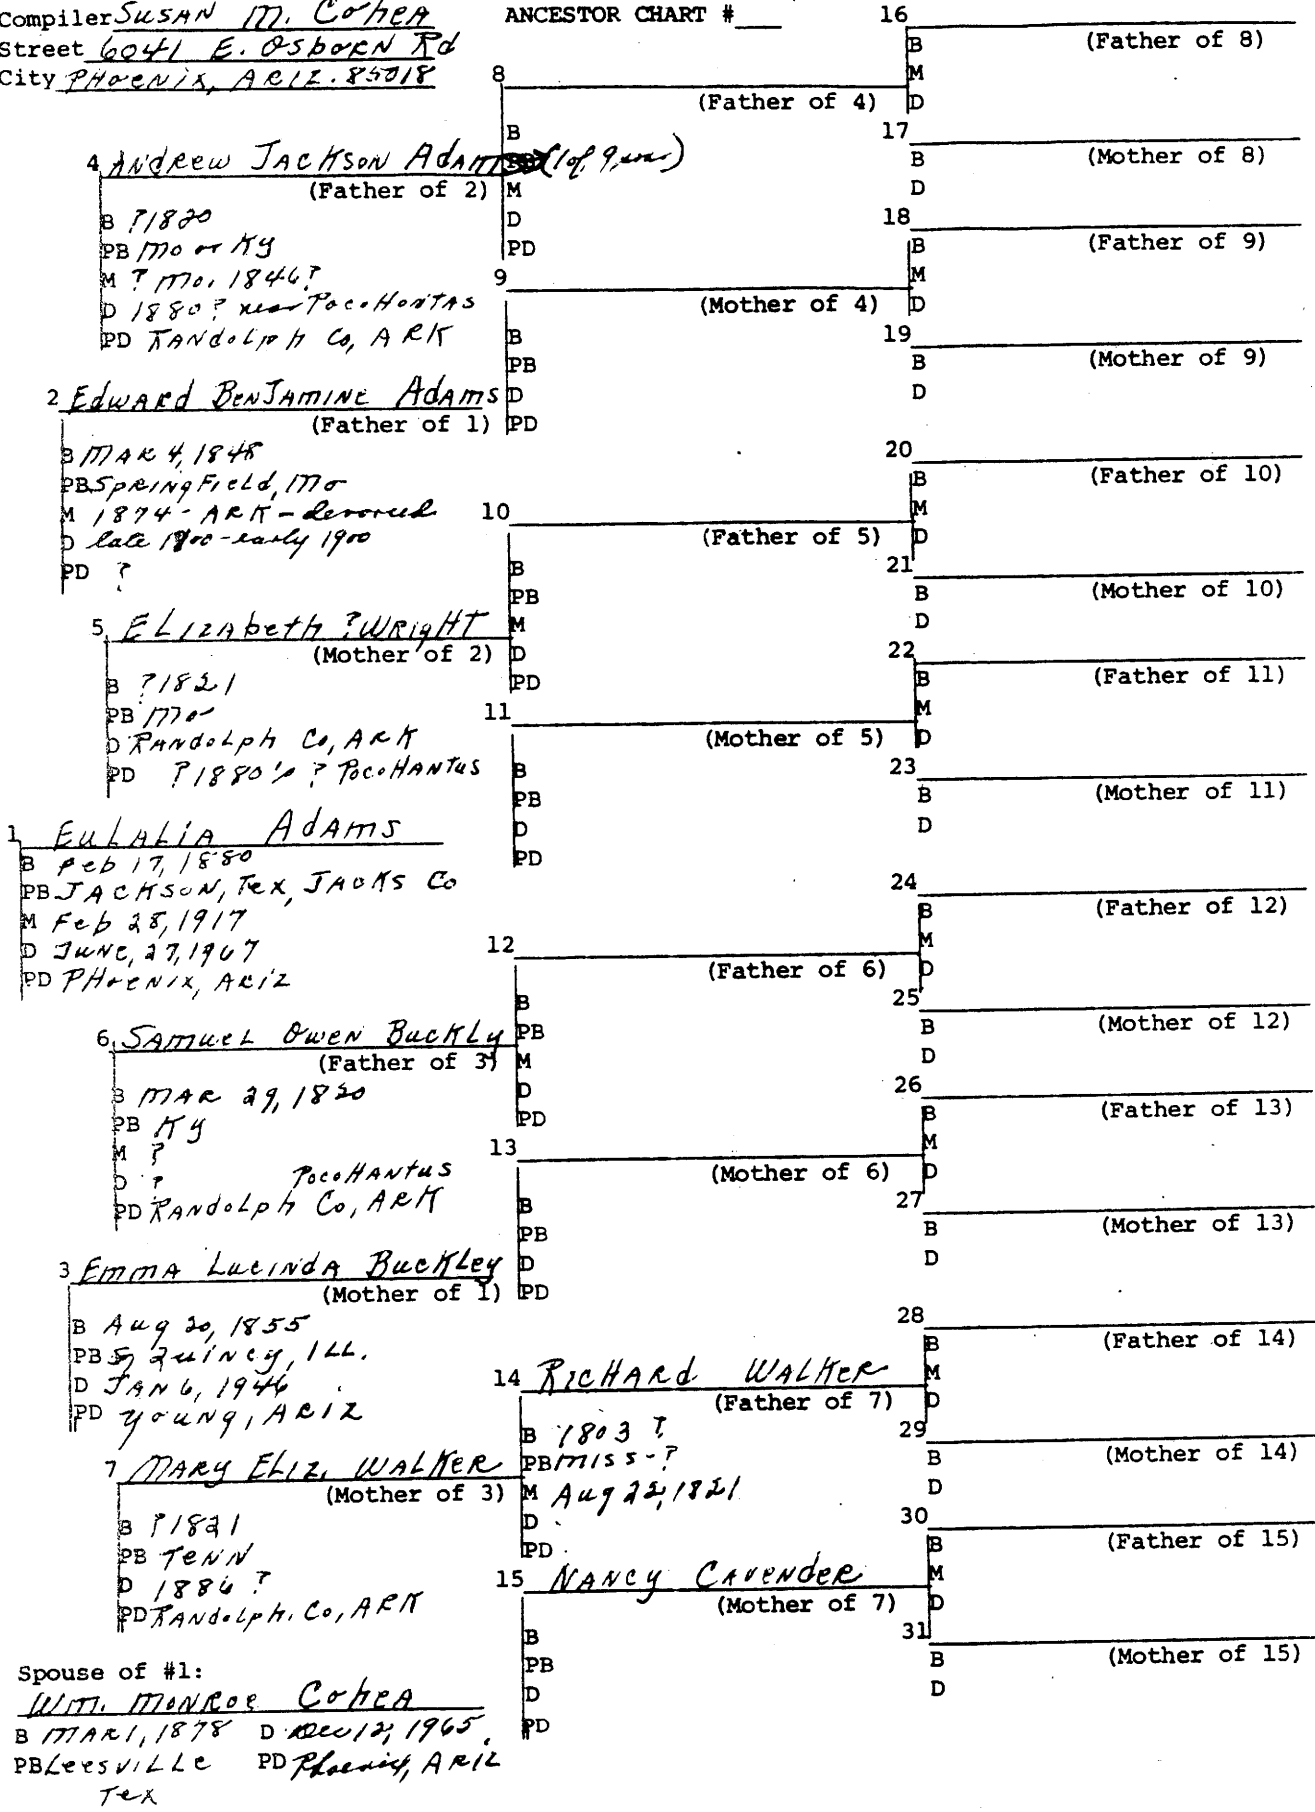 Compiler Susan M. Cohea
Street 6041 E. Osborn Rd
City Phoenix, Ariz. 85018
ANCESTOR CHART #
4 Andrew Jackson Adams (1 of 9, sons)
(Father of 2)
B ?1820
PB Mo or Ky
M ? Mo. 1846?
D 1880? near Pocohontas
PD Randolph Co, Ark
2 Edward Benjamine Adams
(Father of 1)
B Mar 4, 1848
PB Springfield, Mo
M 1874 - Ark - devorced
D late 1800 - early 1900
PD ?
5 Elizabeth ?Wright
(Mother of 2)
B ?1821
PB Mo
D Randolph Co, Ark
PD ?1880's ? Pocohantus
1 Eulalia Adams
B Feb 17, 1880
PB Jackson, Tex, Jacks Co
M Feb 28, 1917
D June, 27, 1967
PD Phoenix, Ariz
6 Samuel Owen Buckly
(Father of 3)
B Mar 29, 1820
PB Ky
M ?
D ? Pocohantus
PD Randolph Co, Ark
3 Emma Lucinda Buckley
(Mother of 1)
B Aug 20, 1855
PB Quincy, Ill.
D Jan 6, 1946
PD Young, Ariz
7 Mary Eliz. Walker
(Mother of 3)
B ?1821
PB Tenn
D 1886 ?
PD Randolph. Co, Ark
Spouse of #1:
Wm. Monroe Cohea
B Mar 1, 1878 D Dec 12, 1965.
PB Leesville PD Phoenix, Ariz
Tex
8
(Father of 4)
B
M
D
PD
9
(Mother of 4)
B
PB
D
PD
10
(Father of 5)
B
PB
M
D
PD
11
(Mother of 5)
B
PB
D
PD
12
(Father of 6)
B
PB
M
D
PD
13
(Mother of 6)
B
PB
D
PD
14 Richard Walker
(Father of 7)
B 1803 ?
PB Miss-?
M Aug 22, 1821
D
PD
15 Nancy Cavender
(Mother of 7)
B
PB
D
PD
16
(Father of 8)
B
M
D
17
(Mother of 8)
B
D
18
(Father of 9)
B
M
D
19
(Mother of 9)
B
D
20
(Father of 10)
B
M
D
21
(Mother of 10)
B
D
22
(Father of 11)
B
M
D
23
(Mother of 11)
B
D
24
(Father of 12)
B
M
D
25
(Mother of 12)
B
D
26
(Father of 13)
B
M
D
27
(Mother of 13)
B
D
28
(Father of 14)
B
M
D
29
(Mother of 14)
B
D
30
(Father of 15)
B
M
D
31
(Mother of 15)
B
D